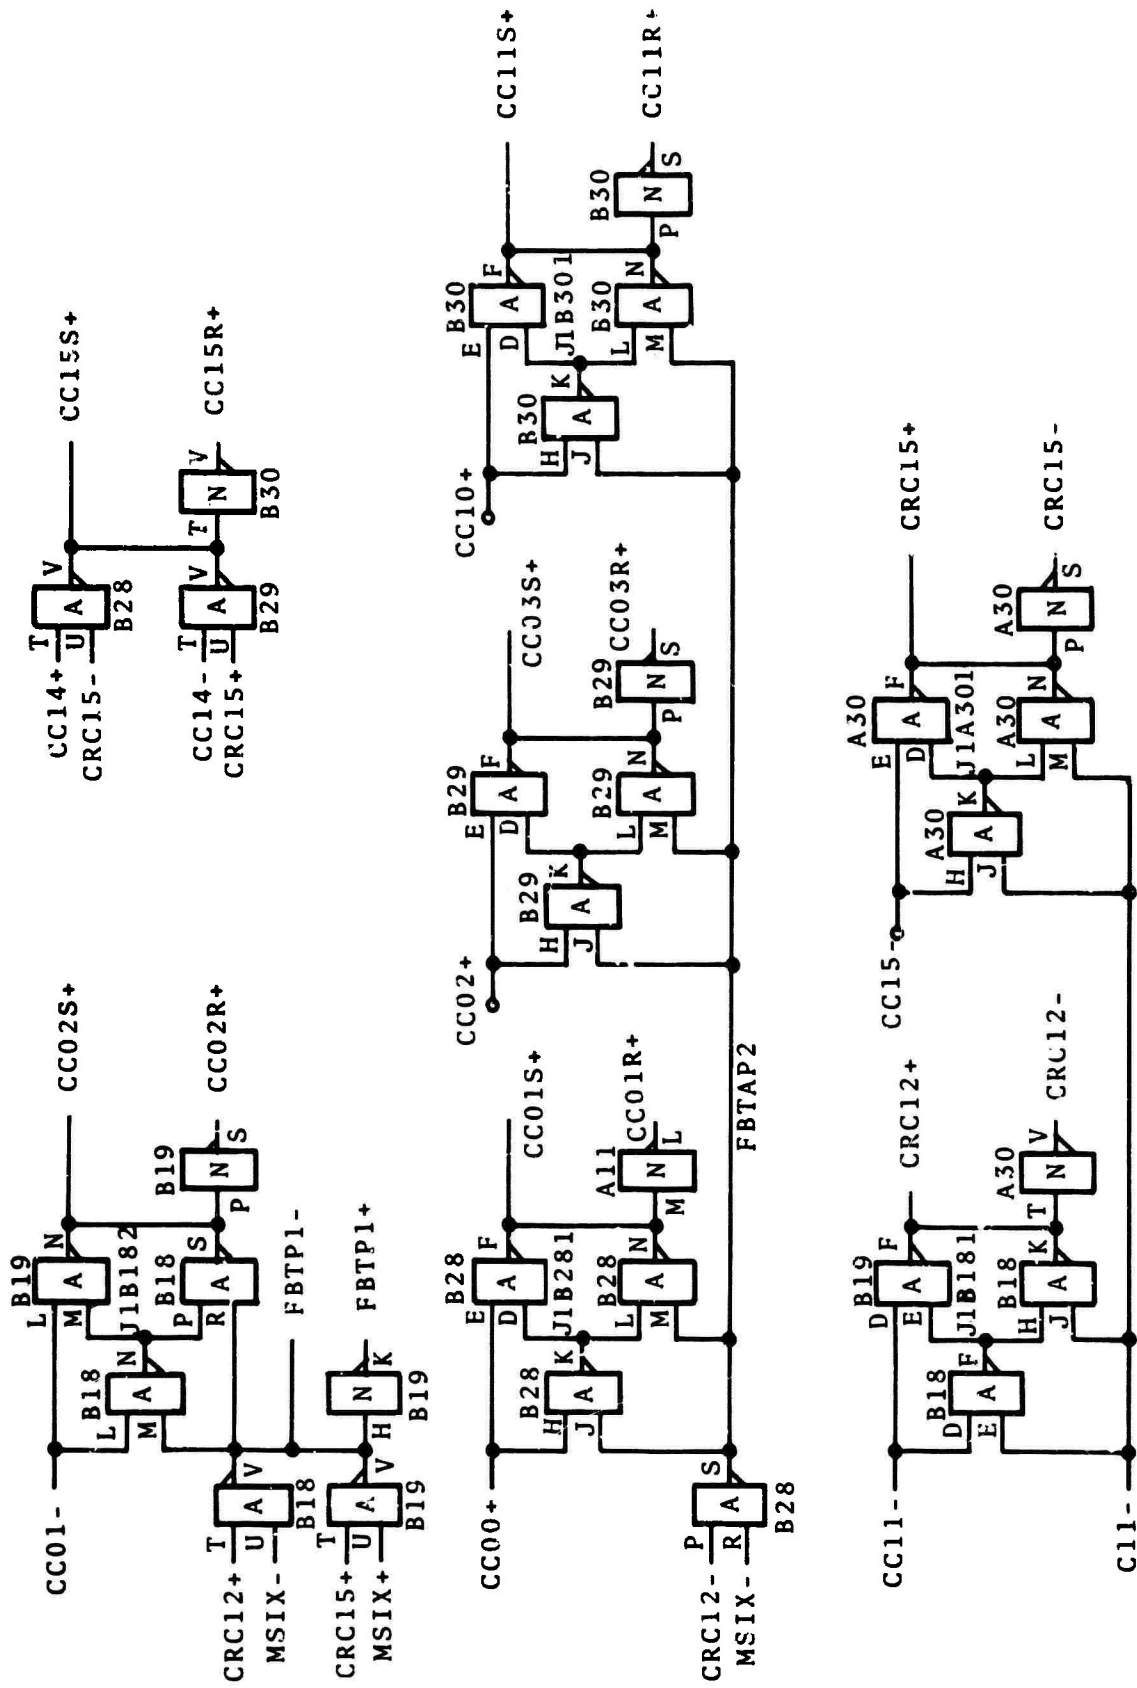 CC14+
CRC15-
T
U
A
B28
V
CC15S+
CC14-
CRC15+
T
U
A
B29
V
T
N
B30
V
CC15R+
CC01-
L
M
B18
A
N
J1B182
L
M
B19
A
N
CC02S+
P
R
B18
A
S
P
B19
N
S
CC02R+
CRC12+
MSIX-
T
U
A
B18
V
FBTP1-
CRC15+
MSIX+
T
U
A
B19
V
H
N
B19
K
FBTP1+
CC00+
H
J
B28
A
K
J1B281
E
D
B28
A
F
CC01S+
L
M
B28
A
N
M
A11
N
L
CC01R+
CRC12-
MSIX-
P
R
A
B28
S
FBTAP2
CC02+
H
J
B29
A
K
E
D
B29
A
F
CC03S+
L
M
B29
A
N
P
B29
N
S
CC03R+
CC10+
H
J
B30
A
K
J1B301
E
D
B30
A
F
CC11S+
L
M
B30
A
N
P
B30
N
S
CC11R+
CC11-
D
E
B18
A
F
J1B181
D
E
B19
A
F
CRC12+
H
J
B18
A
K
T
A30
N
V
CRC12-
C11-
CC15-
H
J
A30
A
K
J1A301
E
D
A30
A
F
CRC15+
L
M
A30
A
N
P
A30
N
S
CRC15-